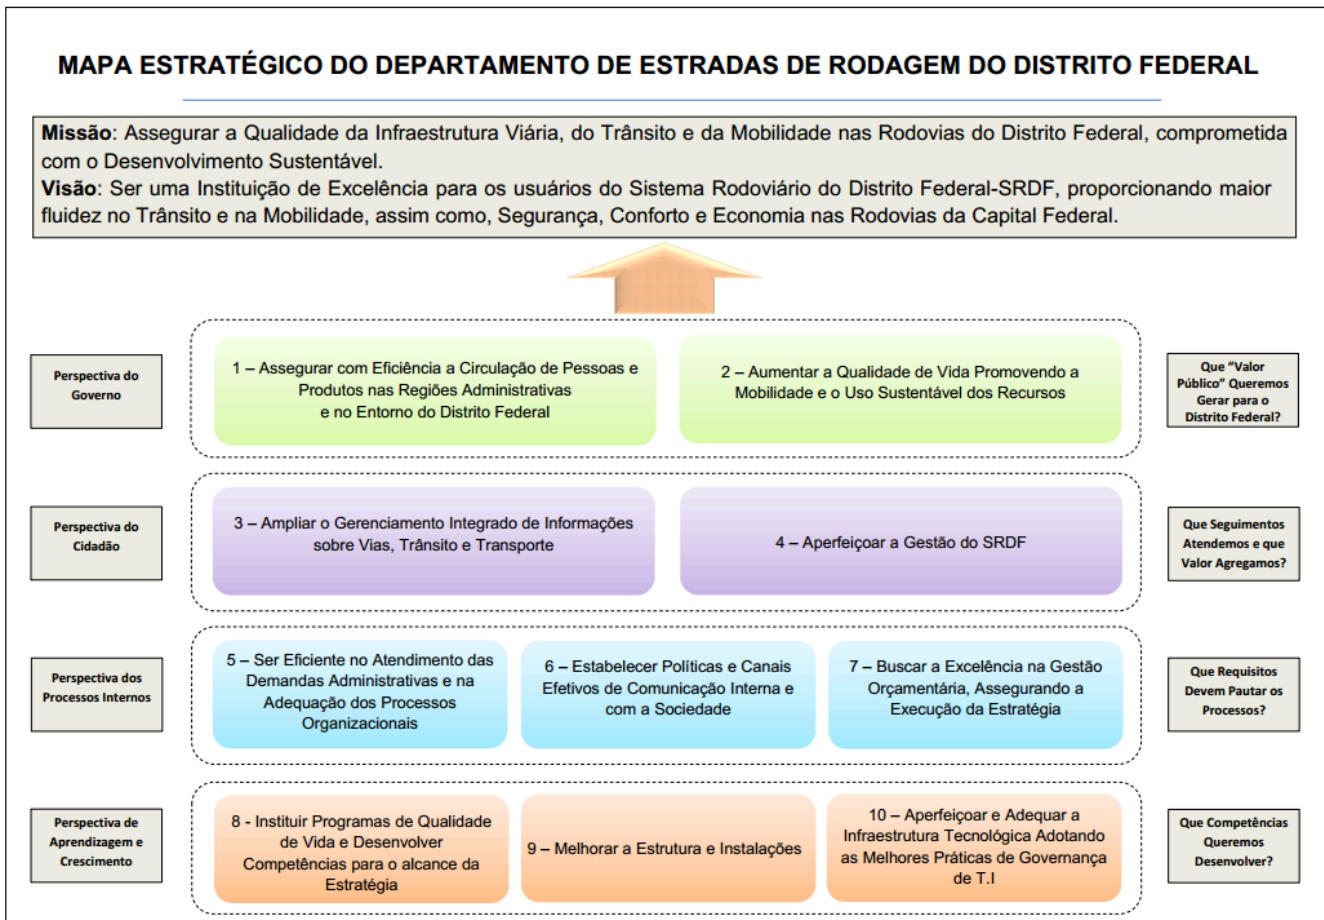 MAPA ESTRATÉGICO DO DEPARTAMENTO DE ESTRADAS DE RODAGEM DO DISTRITO FEDERAL
Missão: Assegurar a Qualidade da Infraestrutura Viária, do Trânsito e da Mobilidade nas Rodovias do Distrito Federal, comprometida
com o Desenvolvimento Sustentável.
Visão: Ser uma Instituição de Excelência para os usuários do Sistema Rodoviário do Distrito Federal-SRDF, proporcionando maior
fluidez no Trânsito e na Mobilidade, assim como, Segurança, Conforto e Economia nas Rodovias da Capital Federal.
Perspectiva do
Governo
1 – Assegurar com Eficiência a Circulação de Pessoas e
Produtos nas Regiões Administrativas
e no Entorno do Distrito Federal
2 – Aumentar a Qualidade de Vida Promovendo a
Mobilidade e o Uso Sustentável dos Recursos
Que “Valor
Público” Queremos
Gerar para o
Distrito Federal?
Perspectiva do
Cidadão
3 – Ampliar o Gerenciamento Integrado de Informações
sobre Vias, Trânsito e Transporte
4 – Aperfeiçoar a Gestão do SRDF
Que Seguimentos
Atendemos e que
Valor Agregamos?
Perspectiva dos
Processos Internos
5 – Ser Eficiente no Atendimento das
Demandas Administrativas e na
Adequação dos Processos
Organizacionais
6 – Estabelecer Políticas e Canais
Efetivos de Comunicação Interna e
com a Sociedade
7 – Buscar a Excelência na Gestão
Orçamentária, Assegurando a
Execução da Estratégia
Que Requisitos
Devem Pautar os
Processos?
Perspectiva de
Aprendizagem e
Crescimento
8 - Instituir Programas de Qualidade
de Vida e Desenvolver
Competências para o alcance da
Estratégia
9 – Melhorar a Estrutura e Instalações
10 – Aperfeiçoar e Adequar a
Infraestrutura Tecnológica Adotando
as Melhores Práticas de Governança
de T.I
Que Competências
Queremos
Desenvolver?